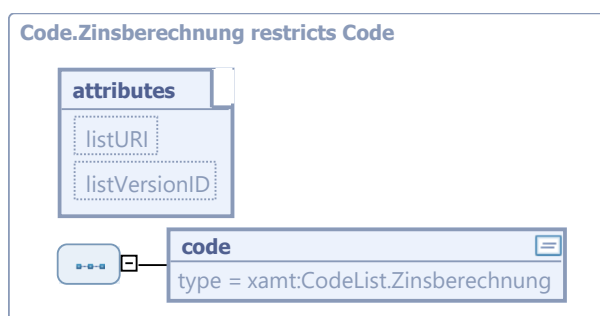 Code.Zinsberechnung restricts Code
attributes
listURI
listVersionID
code
type = xamt:CodeList.Zinsberechnung